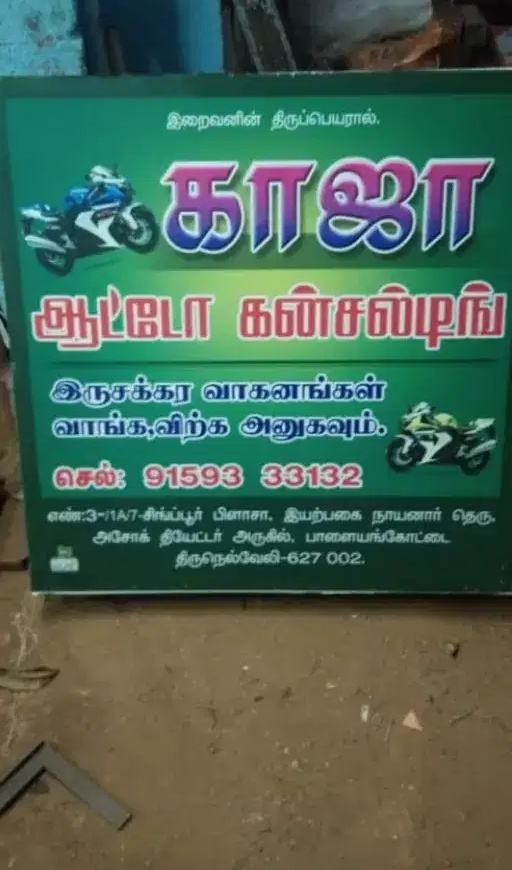 இறைவனின் திருப்பெயரால்.
காஜா
ஆட்டோ கன்சல்டிங்
இருசக்கர வாகனங்கள்
வாங்க,விற்க அனுகவும்.
செல்: 91593 33132
எண்:3-/1A/7-சிங்ப்பூர் பிளாசா, இயற்பகை நாயனார் தெரு,
அசோக் தியேட்டர் அருகில், பாளையங்கோட்டை
திருநெல்வேலி-627 002.